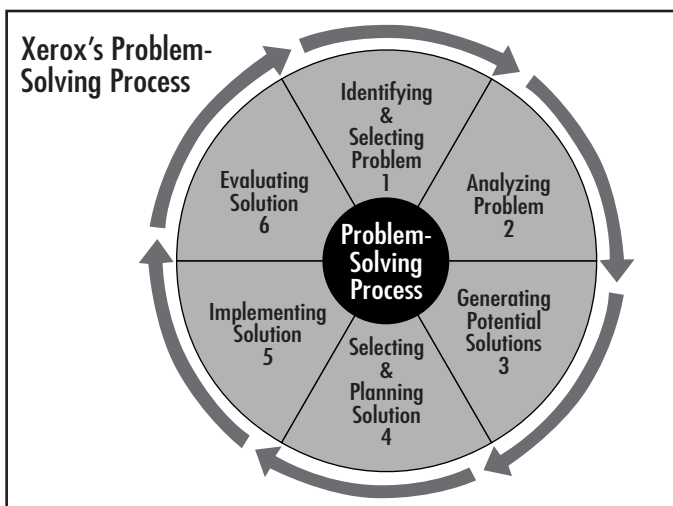 Xerox's Problem-
Solving Process
Identifying
&
Selecting
Problem
1
Analyzing
Problem
2
Generating
Potential
Solutions
3
Selecting
&
Planning
Solution
4
Implementing
Solution
5
Evaluating
Solution
6
Problem-
Solving
Process